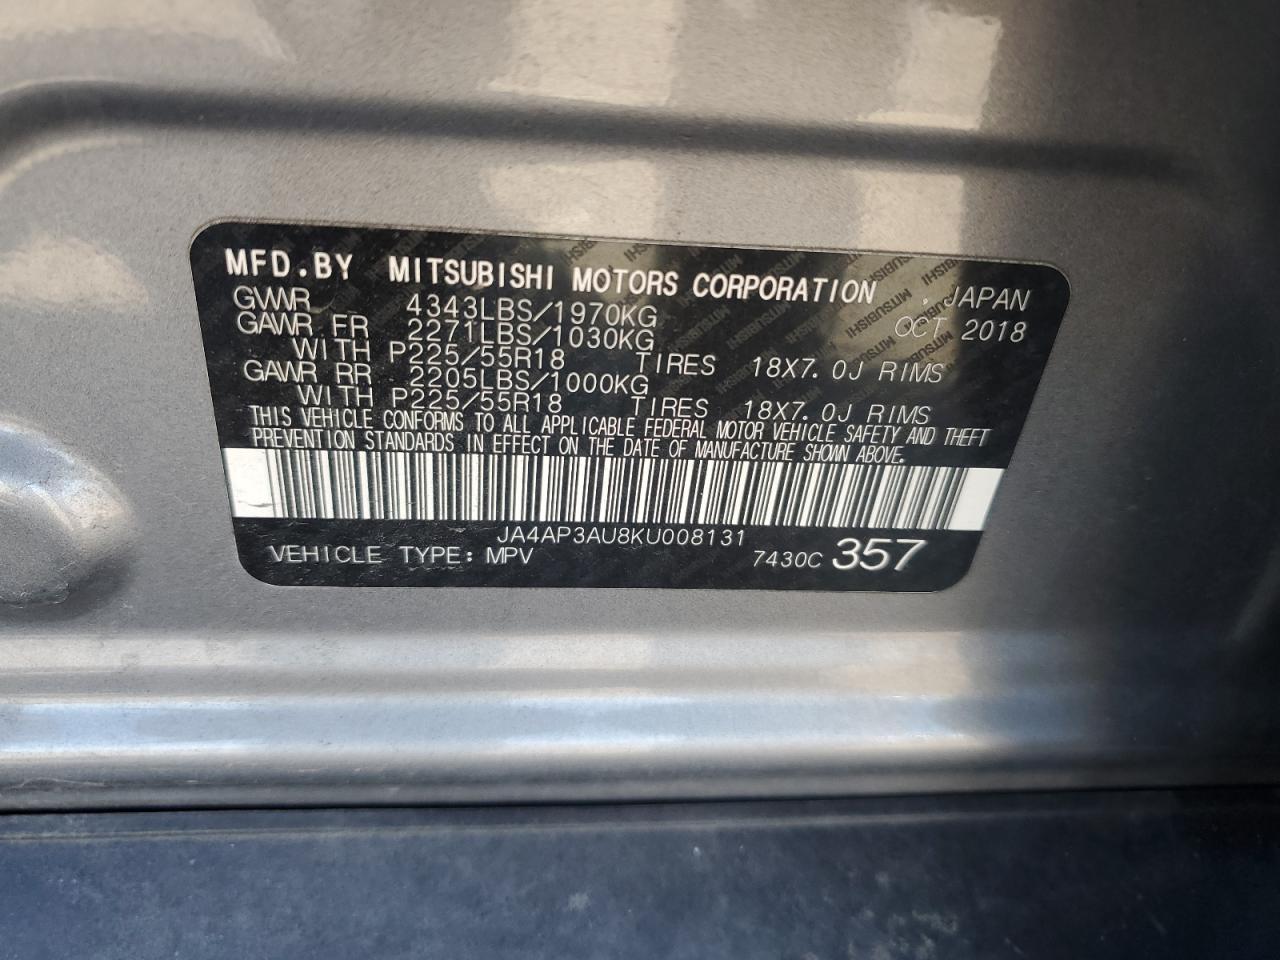 MFD.BY MITSUBISHI MOTORS CORPORATION , JAPAN
GVWR 4343LBS/1970KG OCT 2018
GAWR FR 2271LBS/1030KG
WITH P225/55R18 TIRES 18X7.0J RIMS
GAWR RR 2205LBS/1000KG
WITH P225/55R18 TIRES 18X7.0J RIMS
THIS VEHICLE CONFORMS TO ALL APPLICABLE FEDERAL MOTOR VEHICLE SAFETY AND THEFT
PREVENTION STANDARDS IN EFFECT ON THE DATE OF MANUFACTURE SHOWN ABOVE.
JA4AP3AU8KU008131
VEHICLE TYPE: MPV 7430C 357